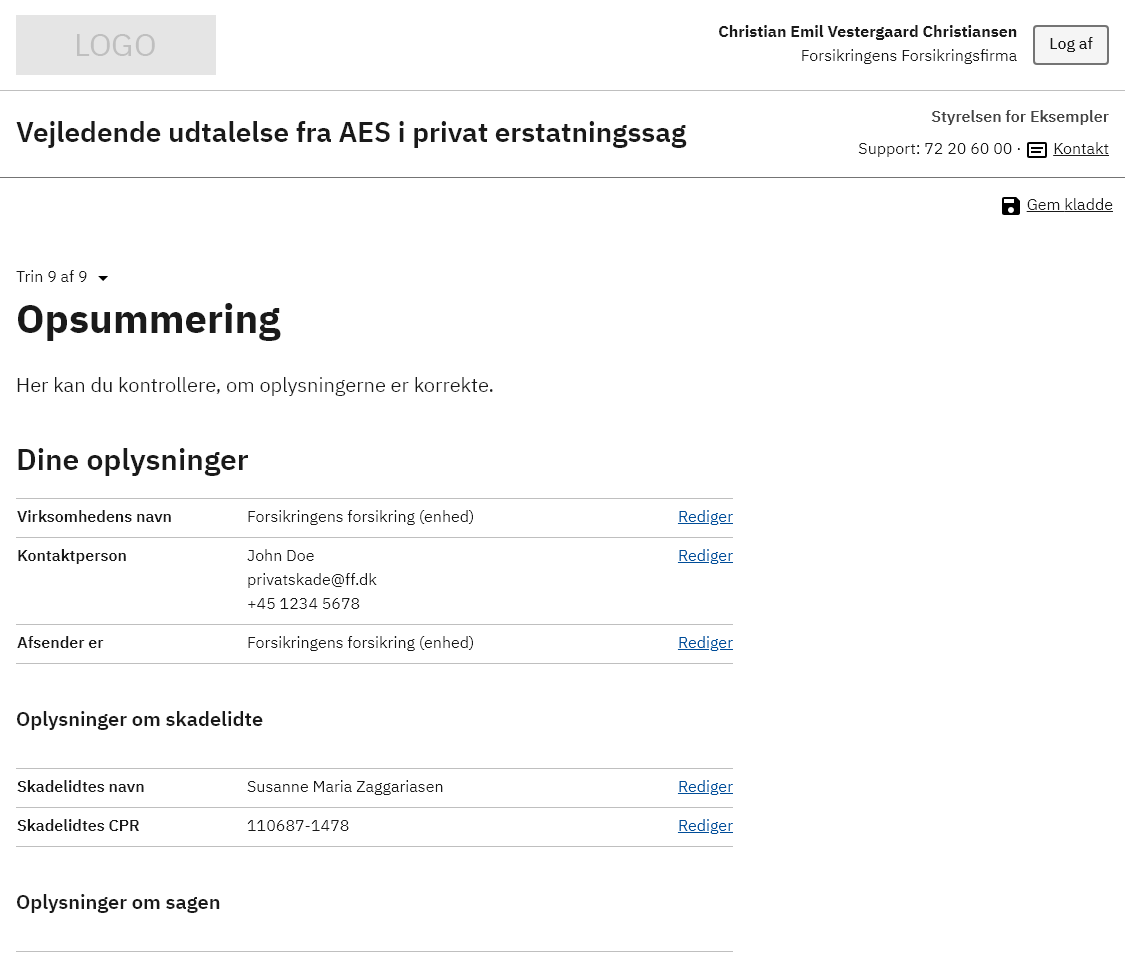 LOGO
Christian Emil Vestergaard Christiansen
Forsikringens Forsikringsfirma
Log af
Vejledende udtalelse fra AES i privat erstatningssag
Styrelsen for Eksempler
Support: 72 20 60 00 · Kontakt
Gem kladde
Trin 9 af 9
Opsummering
Her kan du kontrollere, om oplysningerne er korrekte.
Dine oplysninger
Virksomhedens navn Forsikringens forsikring (enhed) Rediger
Kontaktperson John Doe Rediger
privatskade@ff.dk
+45 1234 5678
Afsender er Forsikringens forsikring (enhed) Rediger
Oplysninger om skadelidte
Skadelidtes navn Susanne Maria Zaggariasen Rediger
Skadelidtes CPR 110687-1478 Rediger
Oplysninger om sagen